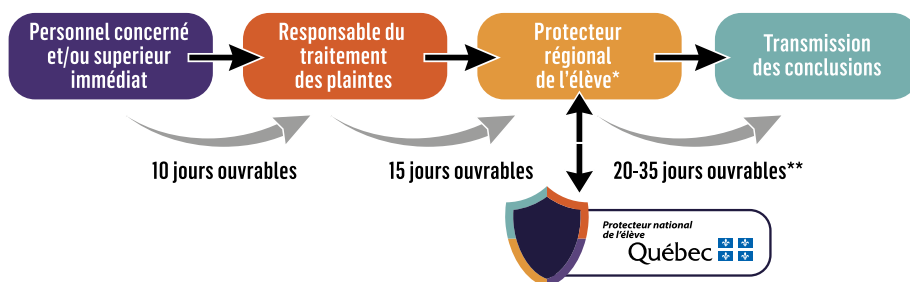 Personnel concerné
et/ou superieur
immédiat
Responsable du
traitement
des plaintes
Protecteur
régional
de l'élève*
Transmission
des conclusions
10 jours ouvrables
15 jours ouvrables
20-35 jours ouvrables**
Protecteur national
de l'élève
Québec